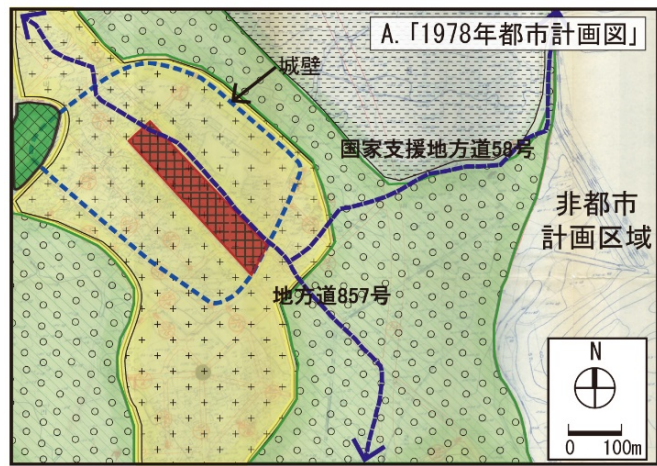 A.「1978年都市計画図」
城壁
国家支援地方道58号
非都市
計画区域
地方道857号
N
0 100m